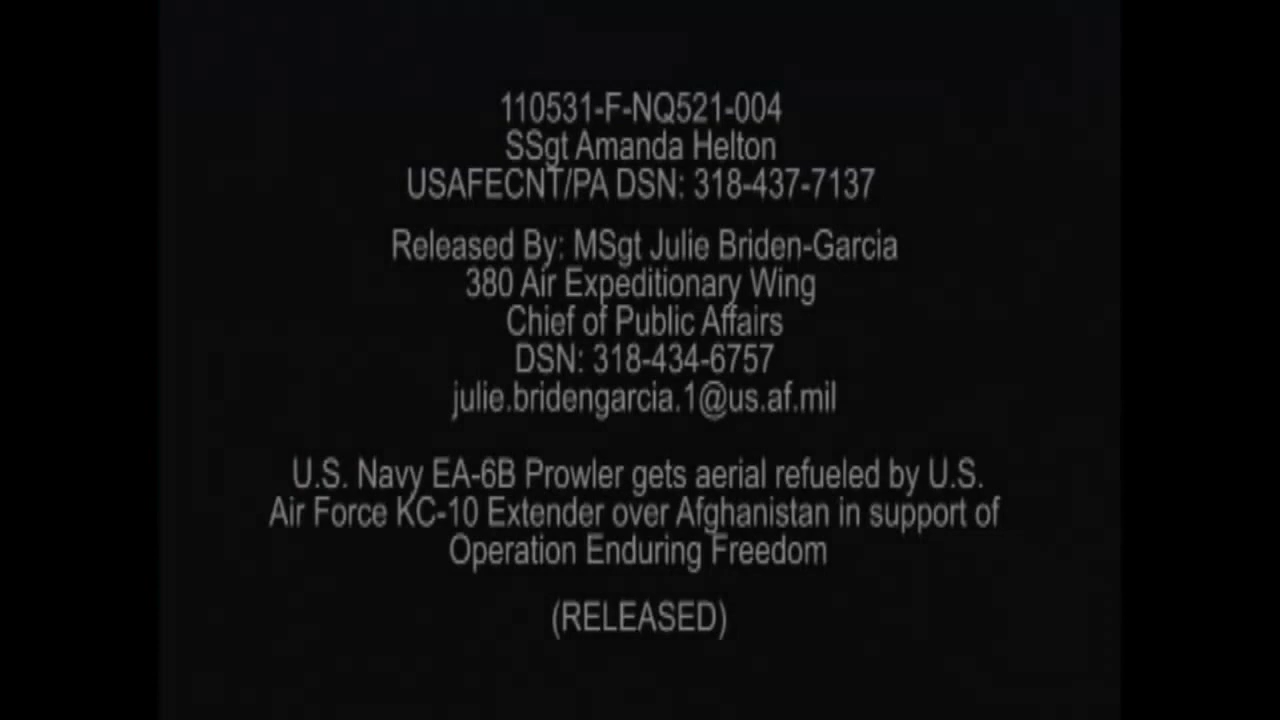 110531-F-NQ521-004
SSgt Amanda Helton
USAFECNT/PA DSN: 318-437-7137
Released By: MSgt Julie Briden-Garcia
380 Air Expeditionary Wing
Chief of Public Affairs
DSN: 318-434-6757
julie.bridengarcia.1@us.af.mil
U.S. Navy EA-6B Prowler gets aerial refueled by U.S.
Air Force KC-10 Extender over Afghanistan in support of
Operation Enduring Freedom
(RELEASED)